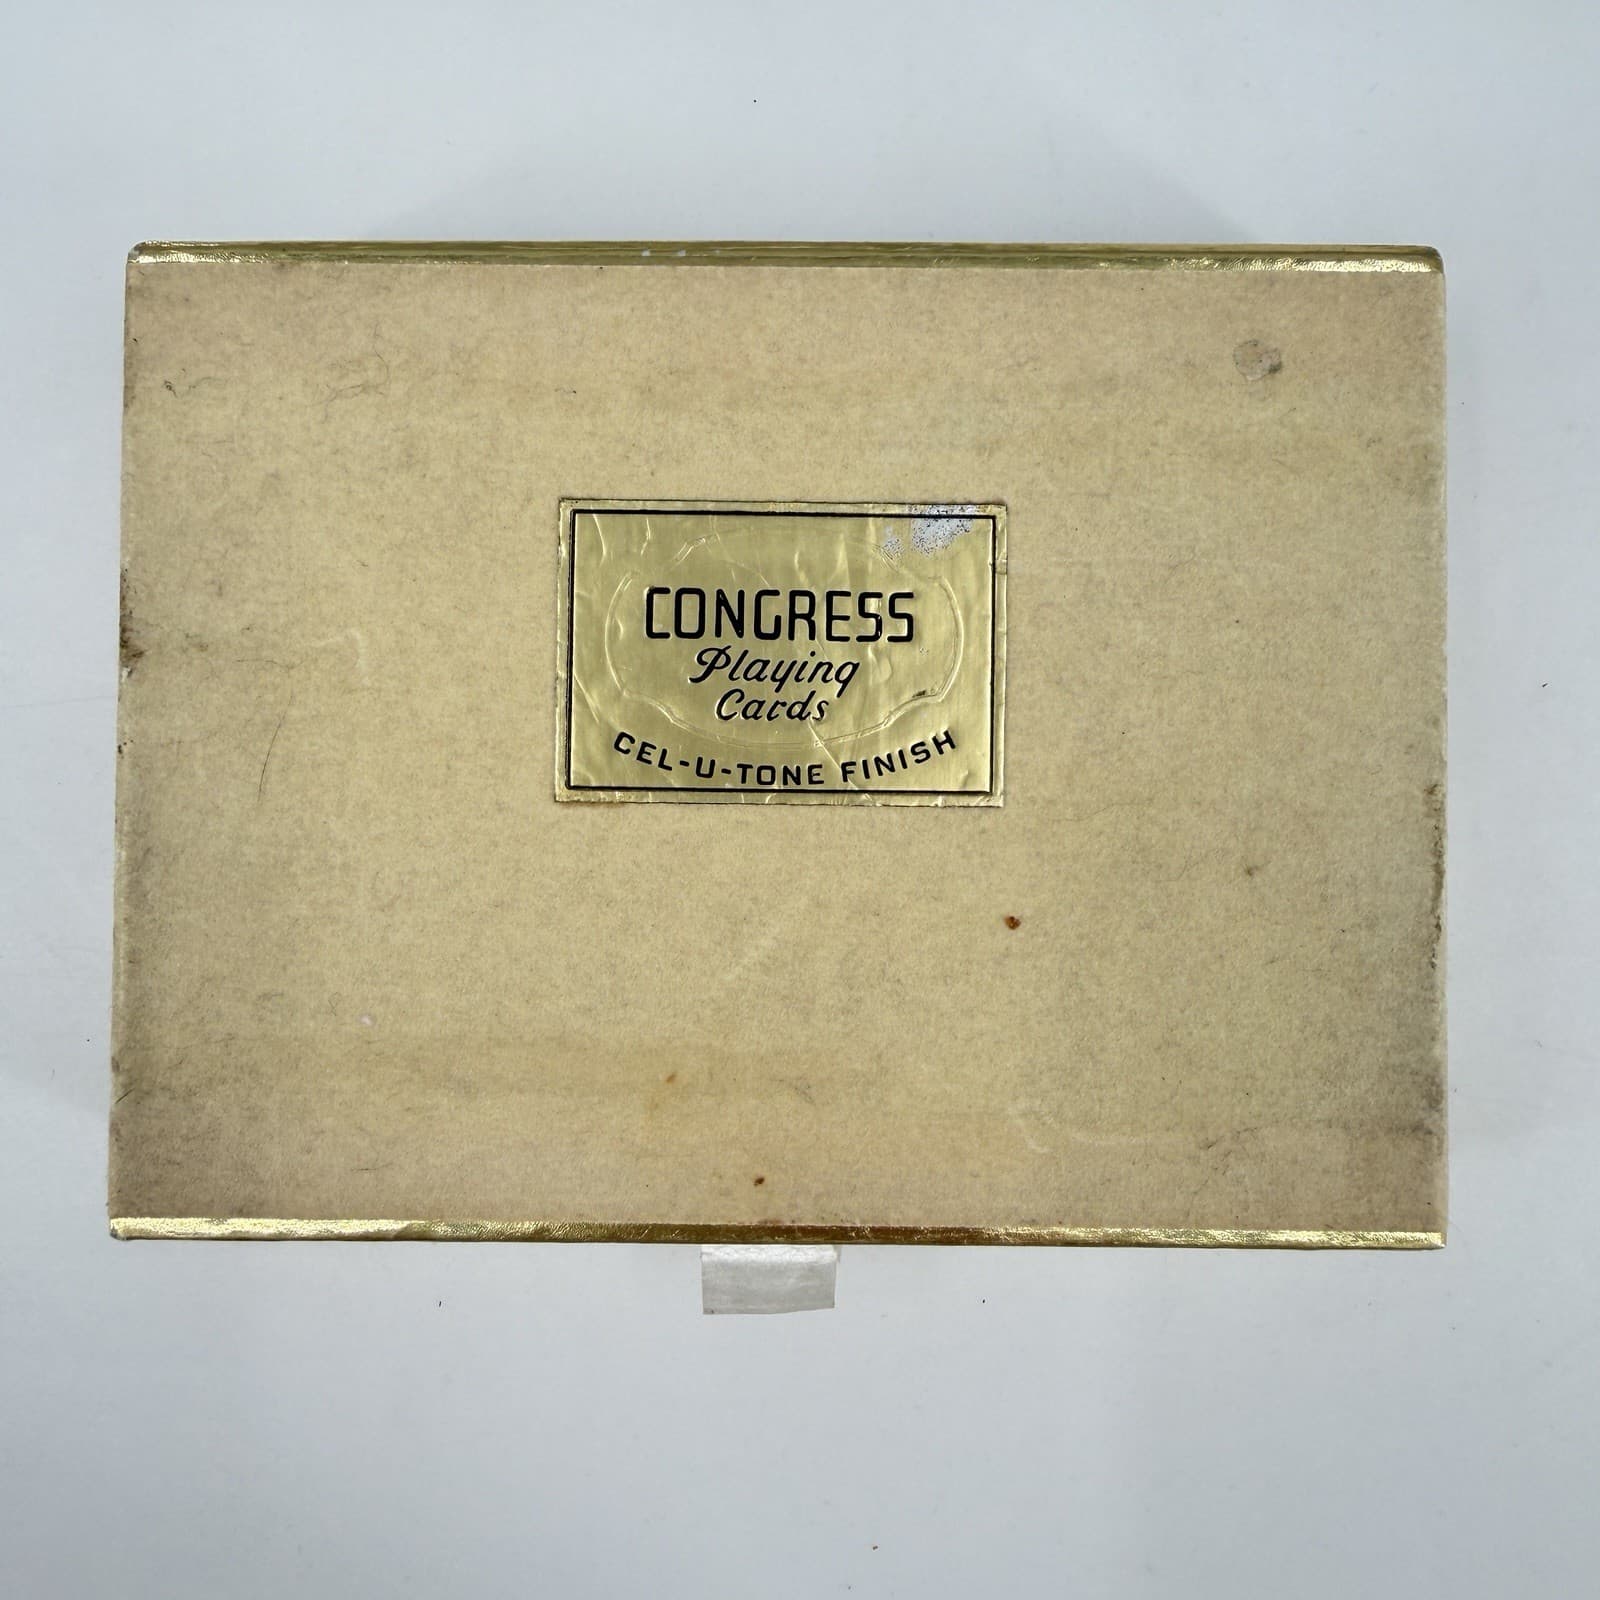 CONGRESS
Playing
Cards
CEL-U-TONE FINISH